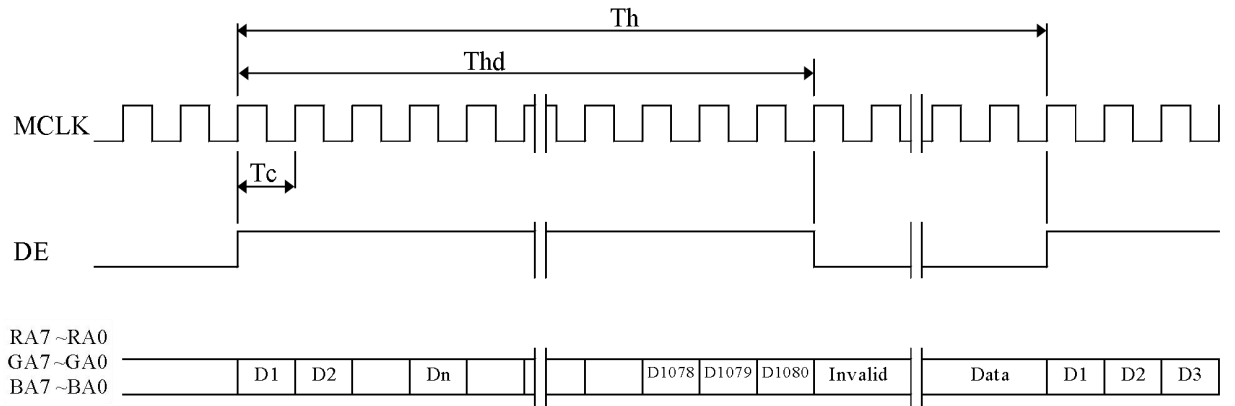 Th
Thd
MCLK
Tc
DE
RA7 ~RA0
GA7 ~GA0
BA7 ~BA0
D1 D2 Dn D1078 D1079 D1080 Invalid Data D1 D2 D3